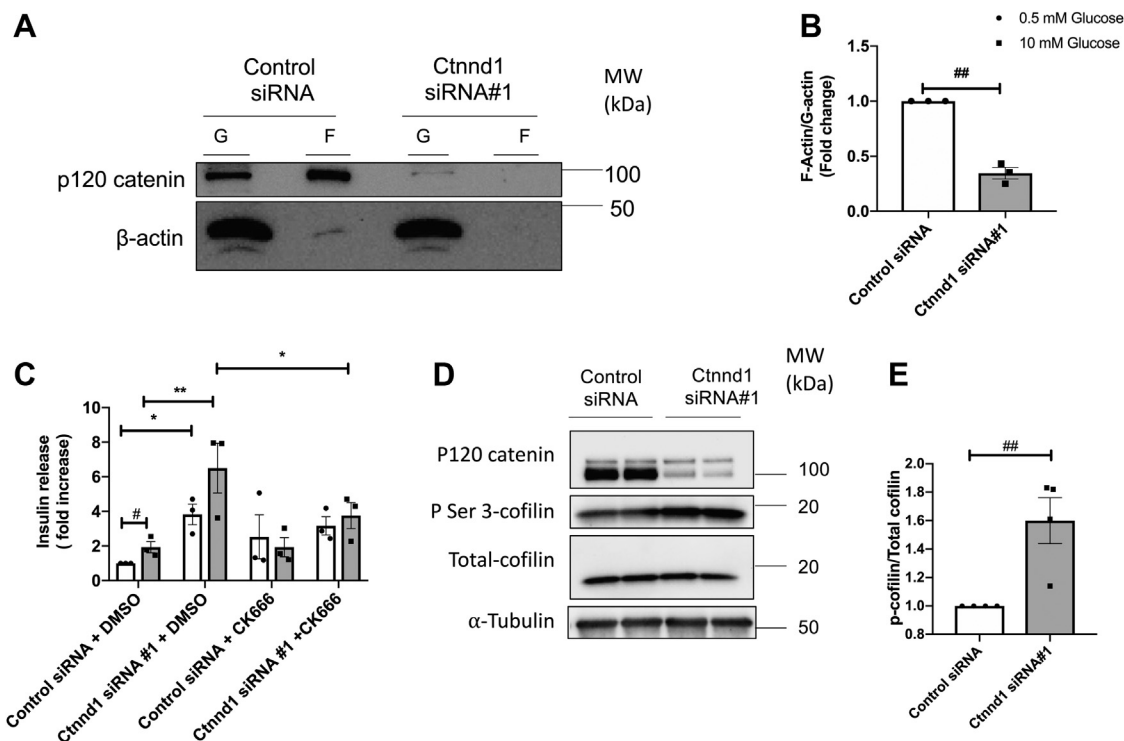 A
Control
siRNA
Ctnnd1
siRNA#1
MW
(kDa)
G
F
G
F
p120 catenin
100
50
β-actin
B
0.5 mM Glucose
10 mM Glucose
F-Actin/G-actin
(Fold change)
1.5
1.0
0.5
0.0
##
Control siRNA
Ctnnd1 siRNA#1
C
Insulin release
( fold increase)
10
8
6
4
2
0
#
*
**
*
Control siRNA + DMSO
Ctnnd1 siRNA #1 + DMSO
Control siRNA + CK666
Ctnnd1 siRNA #1 +CK666
D
Control
siRNA
Ctnnd1
siRNA#1
MW
(kDa)
P120 catenin
100
P Ser 3-cofilin
20
Total-cofilin
20
α-Tubulin
50
E
p-cofilin/Total cofilin
2.0
1.8
1.6
1.4
1.2
1.0
0.8
##
Control siRNA
Ctnnd1 siRNA#1